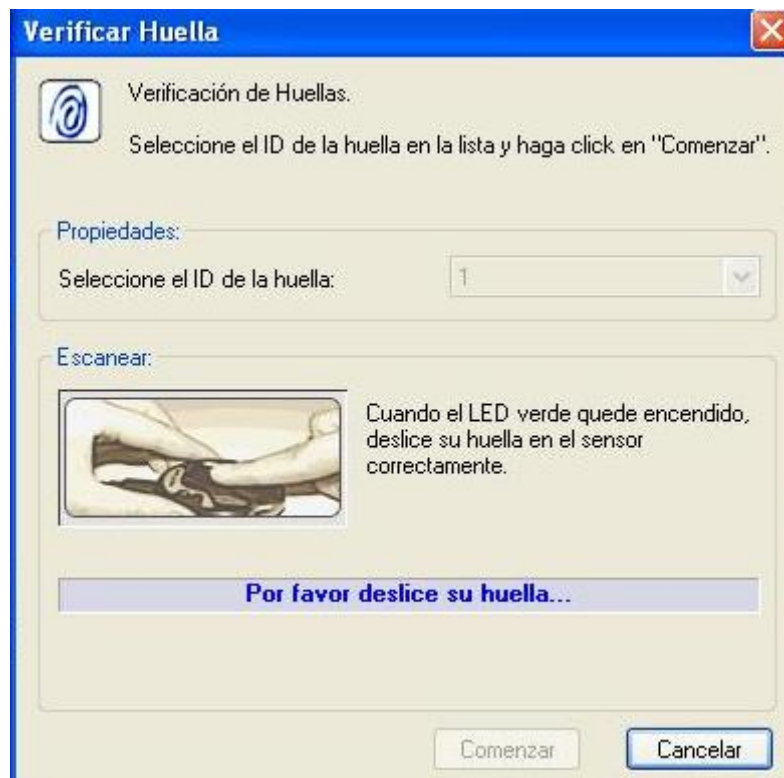 Verificar Huella
Verificación de Huellas.
Seleccione el ID de la huella en la lista y haga click en "Comenzar".
Propiedades:
Seleccione el ID de la huella:
1
Escanear:
Cuando el LED verde quede encendido,
deslice su huella en el sensor
correctamente.
Por favor deslice su huella...
Comenzar
Cancelar